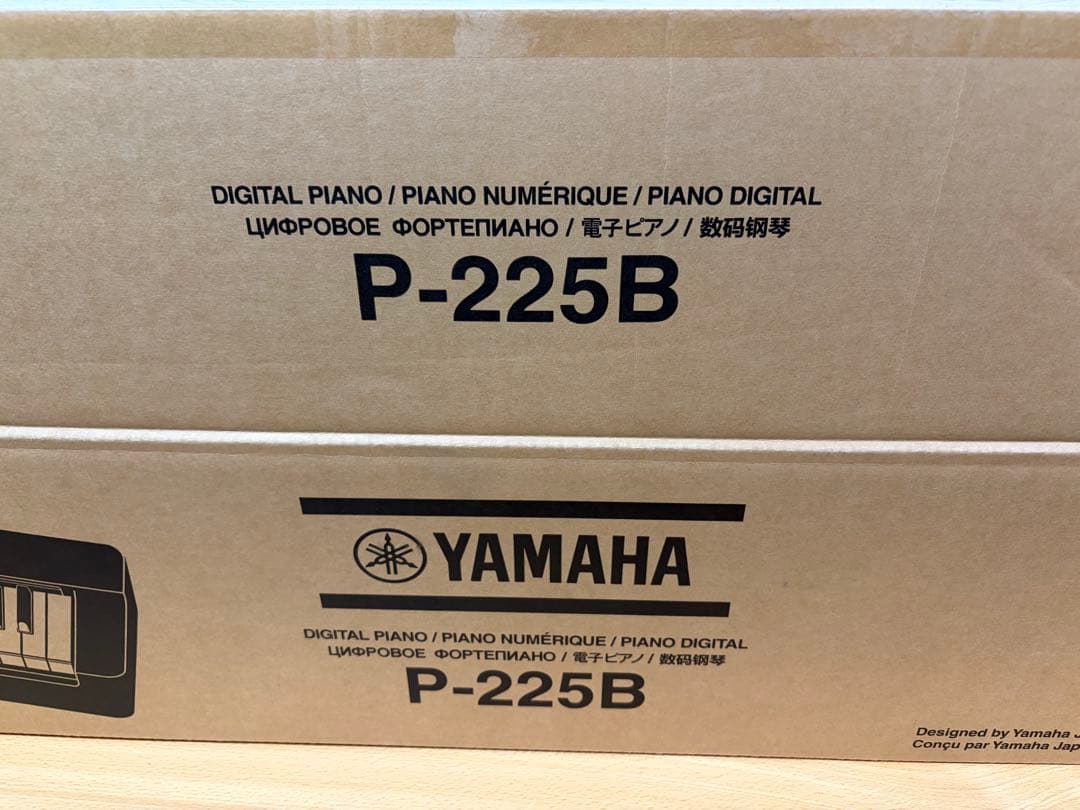 DIGITAL PIANO / PIANO NUMÉRIQUE / PIANO DIGITAL
ЦИФРОВОЕ ФОРТЕПИАНО / 電子ピアノ / 数码钢琴
P-225B
YAMAHA
DIGITAL PIANO / PIANO NUMÉRIQUE / PIANO DIGITAL
ЦИФРОВОЕ ФОРТЕПИАНО / 電子ピアノ / 数码钢琴
P-225B
Designed by Yamaha
Conçu par Yamaha